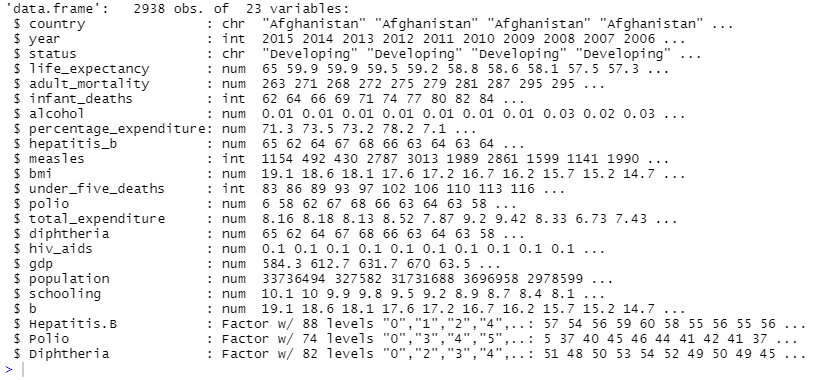 'data.frame':   2938 obs. of  23 variables:
 $ country               : chr  "Afghanistan" "Afghanistan" "Afghanistan" "Afghanistan" ...
 $ year                  : int  2015 2014 2013 2012 2011 2010 2009 2008 2007 2006 ...
 $ status                : chr  "Developing" "Developing" "Developing" "Developing" ...
 $ life_expectancy       : num  65 59.9 59.9 59.5 59.2 58.8 58.6 58.1 57.5 57.3 ...
 $ adult_mortality       : num  263 271 268 272 275 279 281 287 295 295 ...
 $ infant_deaths         : int  62 64 66 69 71 74 77 80 82 84 ...
 $ alcohol               : num  0.01 0.01 0.01 0.01 0.01 0.01 0.01 0.03 0.02 0.03 ...
 $ percentage_expenditure: num  71.3 73.5 73.2 78.2 7.1 ...
 $ hepatitis_b           : num  65 62 64 67 68 66 63 64 63 64 ...
 $ measles               : int  1154 492 430 2787 3013 1989 2861 1599 1141 1990 ...
 $ bmi                   : num  19.1 18.6 18.1 17.6 17.2 16.7 16.2 15.7 15.2 14.7 ...
 $ under_five_deaths     : int  83 86 89 93 97 102 106 110 113 116 ...
 $ polio                 : num  6 58 62 67 68 66 63 64 63 58 ...
 $ total_expenditure     : num  8.16 8.18 8.13 8.52 7.87 9.2 9.42 8.33 6.73 7.43 ...
 $ diphtheria            : num  65 62 64 67 68 66 63 64 63 58 ...
 $ hiv_aids              : num  0.1 0.1 0.1 0.1 0.1 0.1 0.1 0.1 0.1 0.1 ...
 $ gdp                   : num  584.3 612.7 631.7 670 63.5 ...
 $ population            : num  33736494 327582 31731688 3696958 2978599 ...
 $ schooling             : num  10.1 10 9.9 9.8 9.5 9.2 8.9 8.7 8.4 8.1 ...
 $ b                     : num  19.1 18.6 18.1 17.6 17.2 16.7 16.2 15.7 15.2 14.7 ...
 $ Hepatitis.B           : Factor w/ 88 levels "0","1","2","4",..: 57 54 56 59 60 58 55 56 55 56 ...
 $ Polio                 : Factor w/ 74 levels "0","3","4","5",..: 5 37 40 45 46 44 41 42 41 37 ...
 $ Diphtheria            : Factor w/ 82 levels "0","2","3","4",..: 51 48 50 53 54 52 49 50 49 45 ...
>